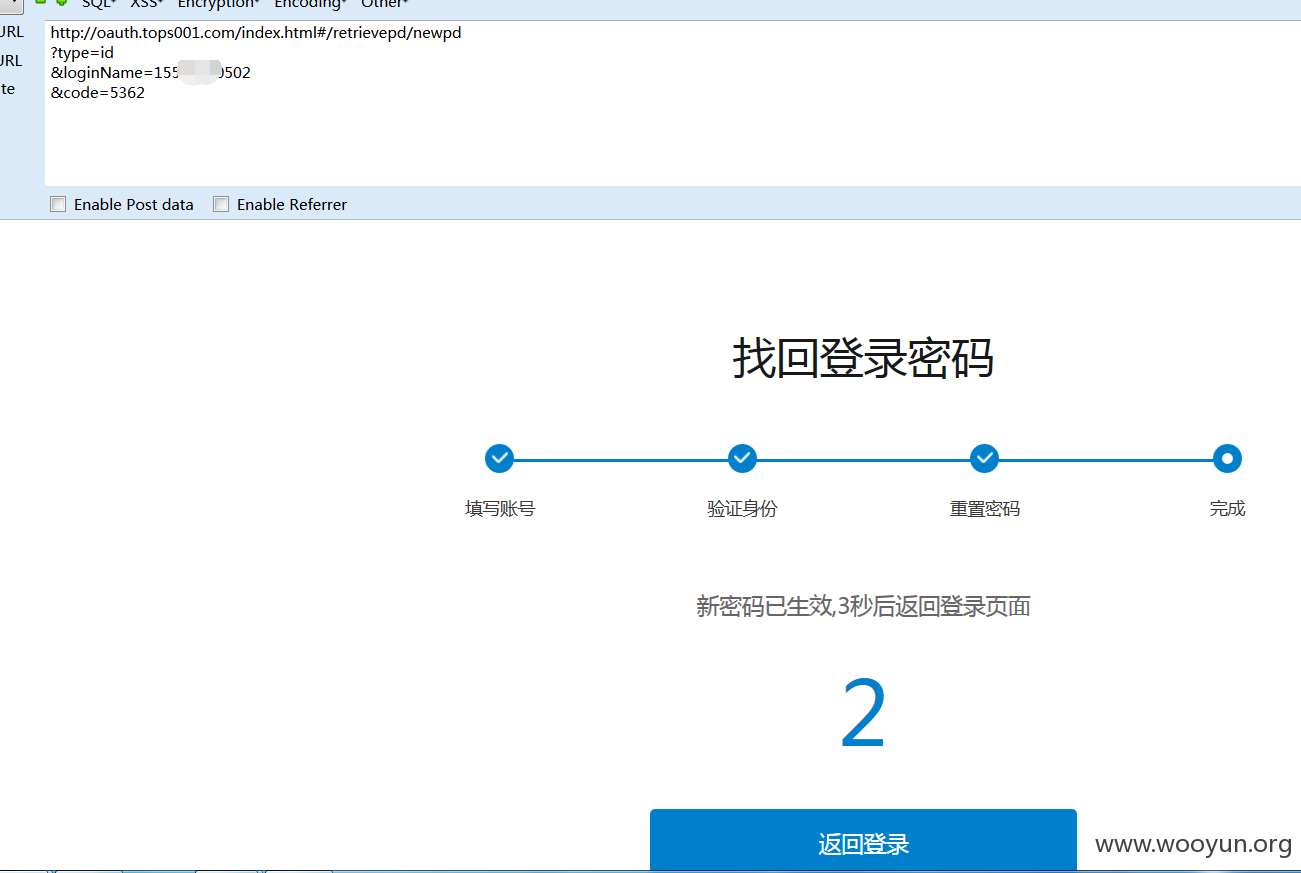 SQL▾ XSS▾ Encryption▾ Encoding▾ Other▾
URL
URL
te
http://oauth.tops001.com/index.html#/retrievepd/newpd
?type=id
&loginName=155 0502
&code=5362
Enable Post data Enable Referrer
找回登录密码
填写账号 验证身份 重置密码 完成
新密码已生效,3秒后返回登录页面
2
返回登录
www.wooyun.org